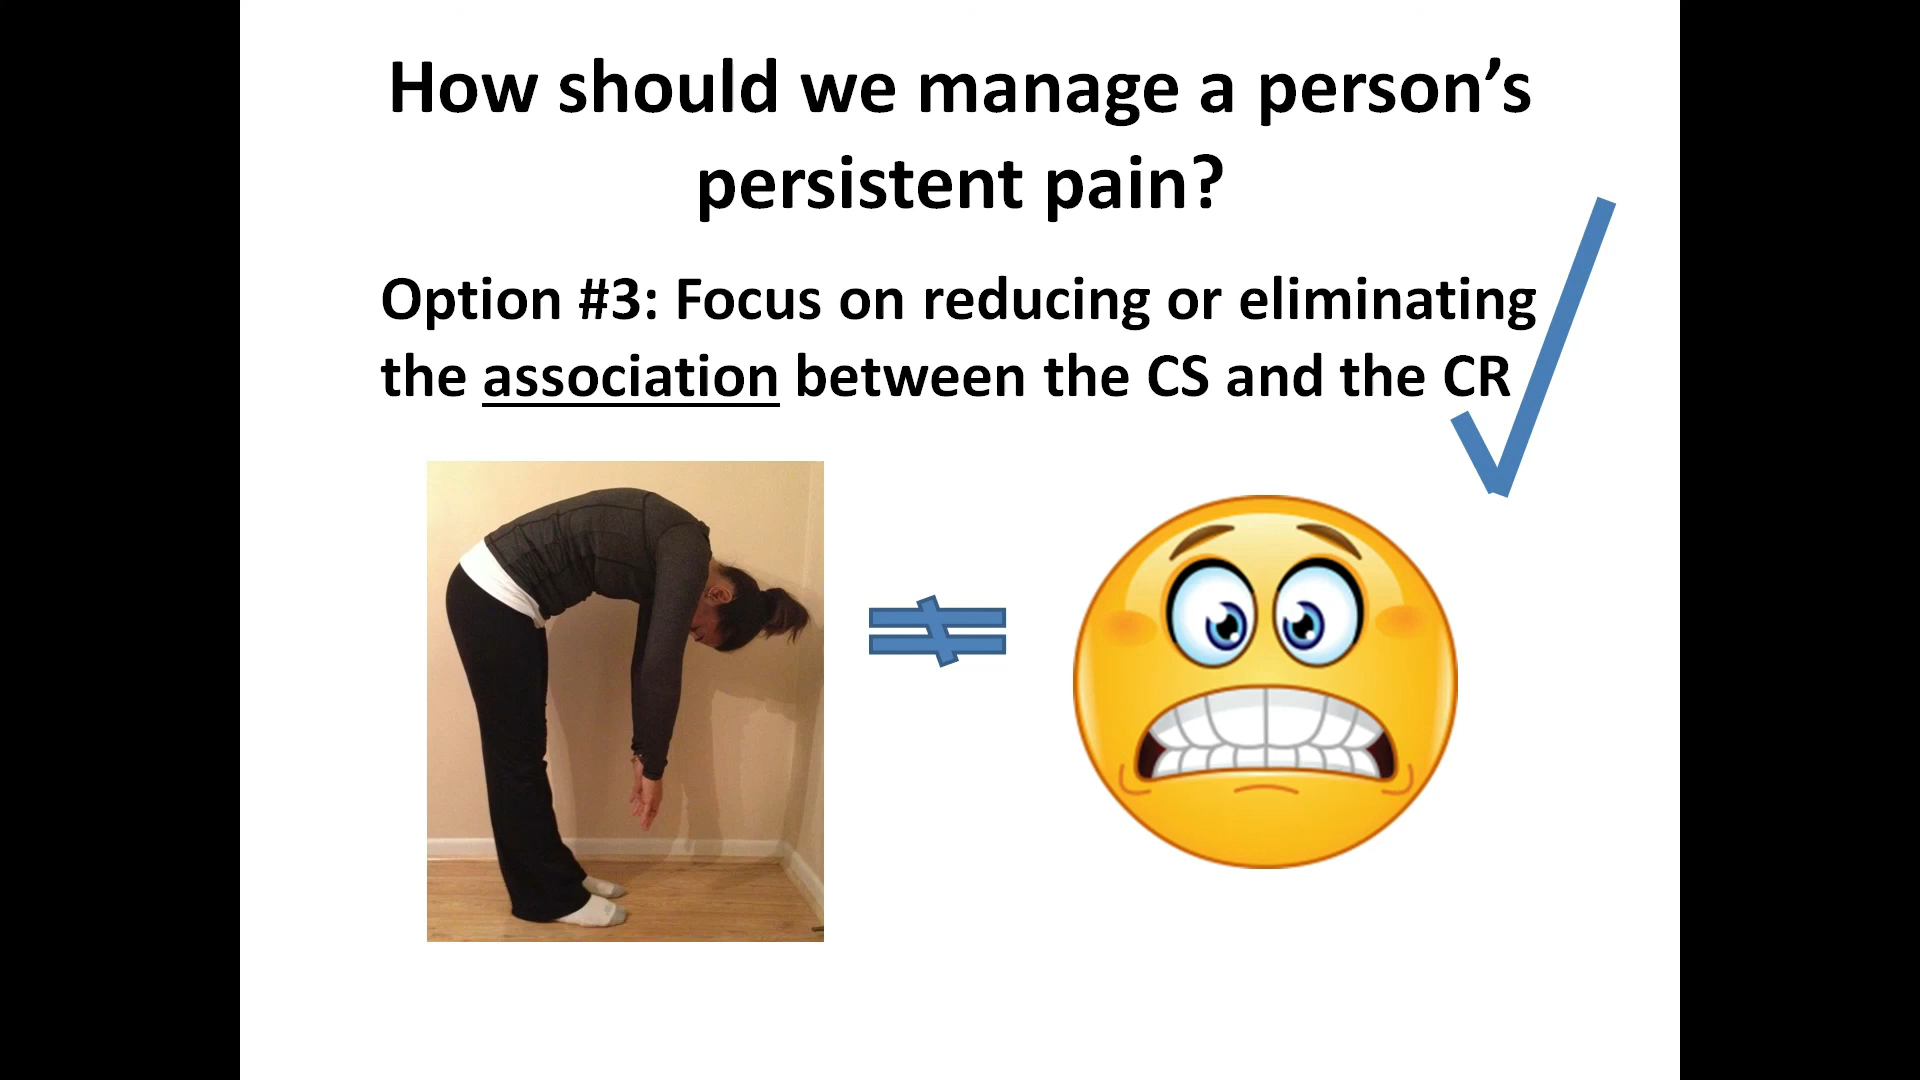 How should we manage a person’s
persistent pain?
Option #3: Focus on reducing or eliminating
the association between the CS and the CR